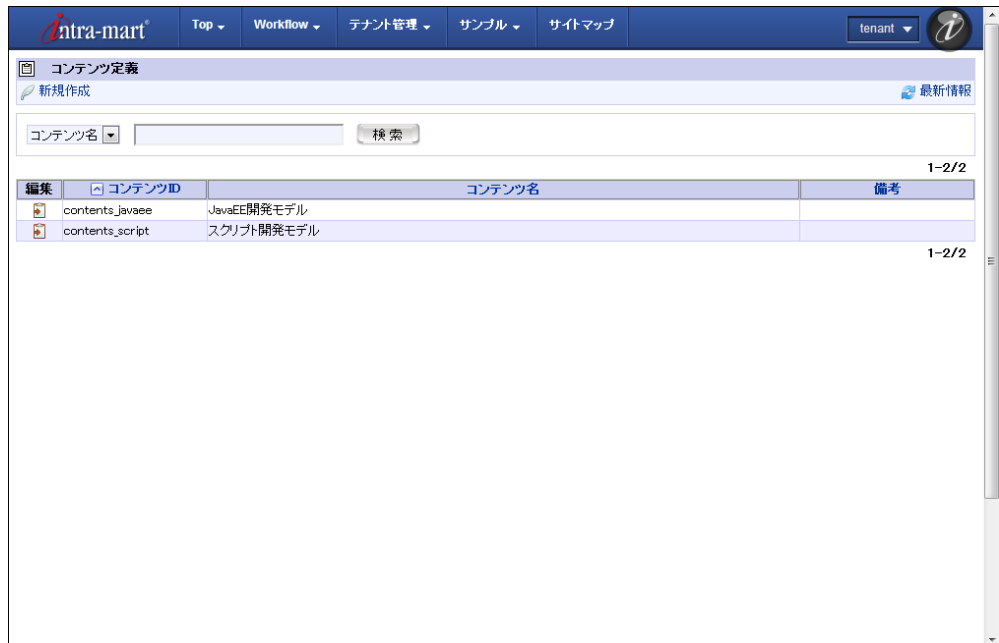 intra-mart® Top Workflow テナント管理 サンプル サイトマップ tenant
コンテンツ定義
新規作成 最新情報
コンテンツ名 検索
1-2/2
編集 コンテンツID コンテンツ名 備考
contents_javaee JavaEE開発モデル
contents_script スクリプト開発モデル
1-2/2